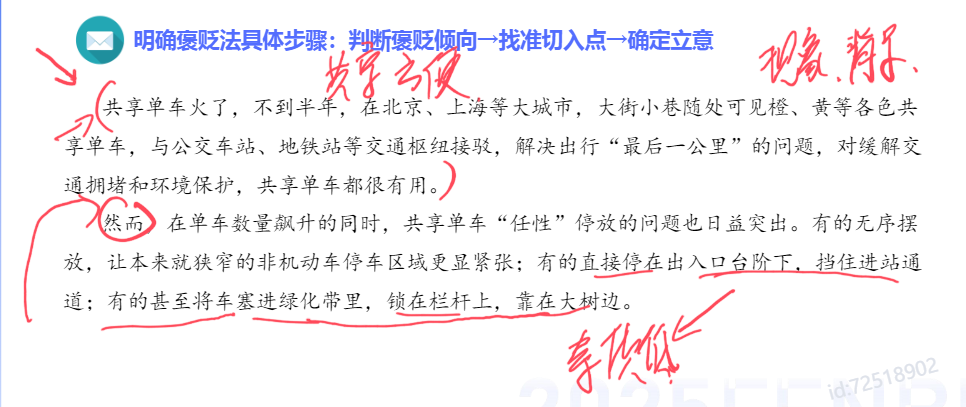 明确褒贬法具体步骤：判断褒贬倾向→找准切入点→确定立意
共享方便
现象、
共享单车火了，不到半年，在北京、上海等大城市，大街小巷随处可见橙、黄等各色共
享单车，与公交车站、地铁站等交通枢纽接驳，解决出行“最后一公里”的问题，对缓解交
通拥堵和环境保护，共享单车都很有用。
然而，在单车数量飙升的同时，共享单车“任性”停放的问题也日益突出。有的无序摆
放，让本来就狭窄的非机动车停车区域更显紧张；有的直接停在出入口台阶下，挡住进站通
道；有的甚至将车塞进绿化带里，锁在栏杆上，靠在大树边。
素质低
id:72518902